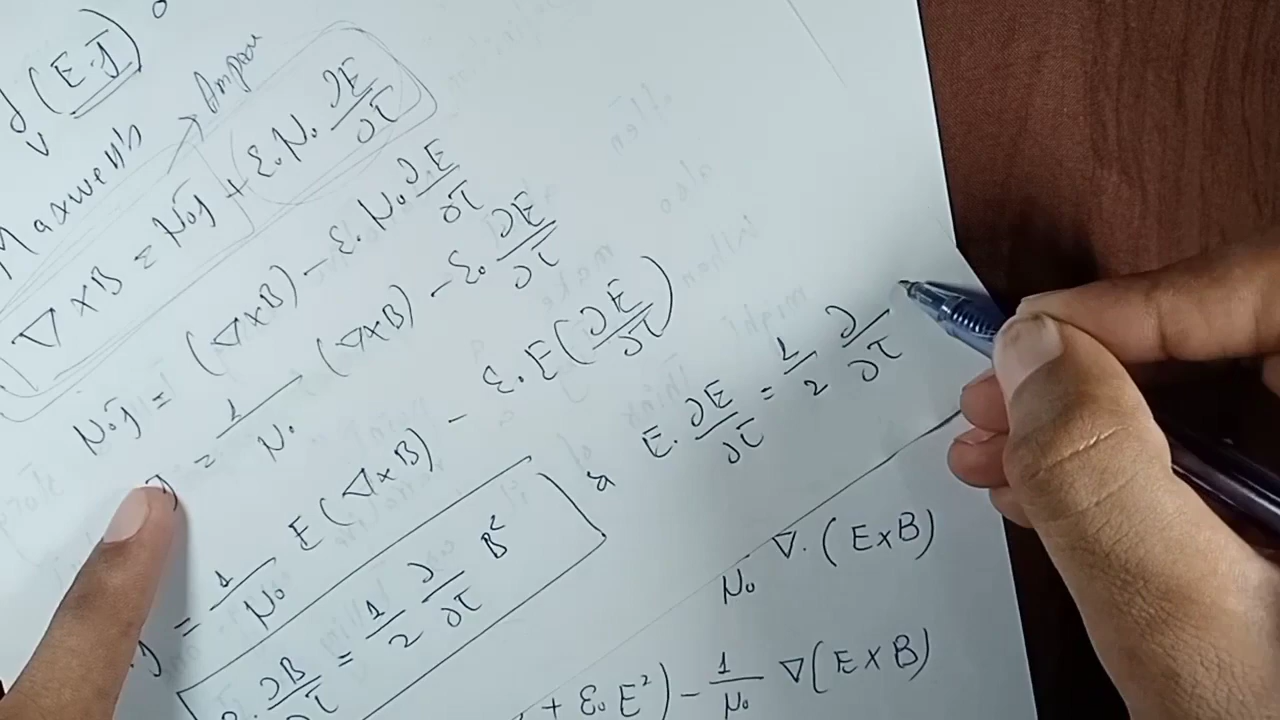 ∫ᵥ (E·J)
Maxwell's → Ampere
∇×B = μ₀J + ε₀μ₀ ∂E/∂t
μ₀J = (∇×B) − ε₀μ₀ ∂E/∂t
J = 1/μ₀ (∇×B) − ε₀ ∂E/∂t
.J = 1/μ₀ E(∇×B) − ε₀E(∂E/∂t)
B·∂B/∂t = 1/2 ∂/∂t B²
& E·∂E/∂t = 1/2 ∂/∂t
μ₀ ∇·(E×B)
+ ε₀E²) − 1/μ₀ ∇(E×B)